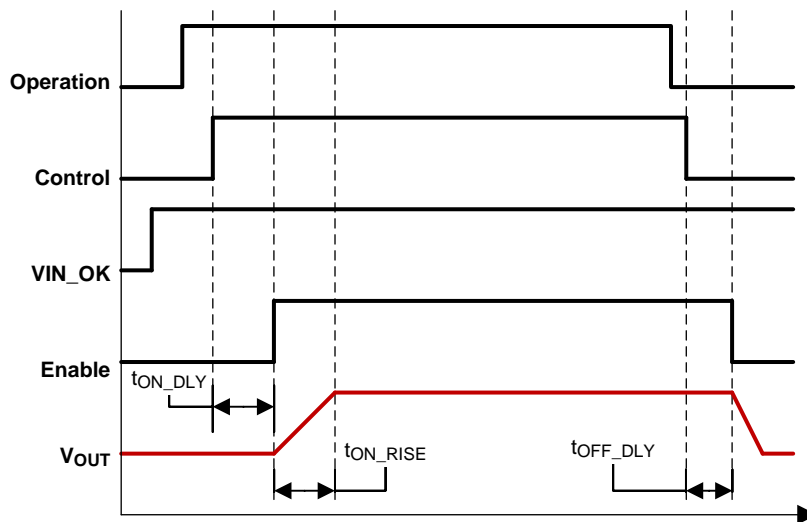 Operation
Control
VIN_OK
Enable
tON_DLY
VOUT
tON_RISE
tOFF_DLY